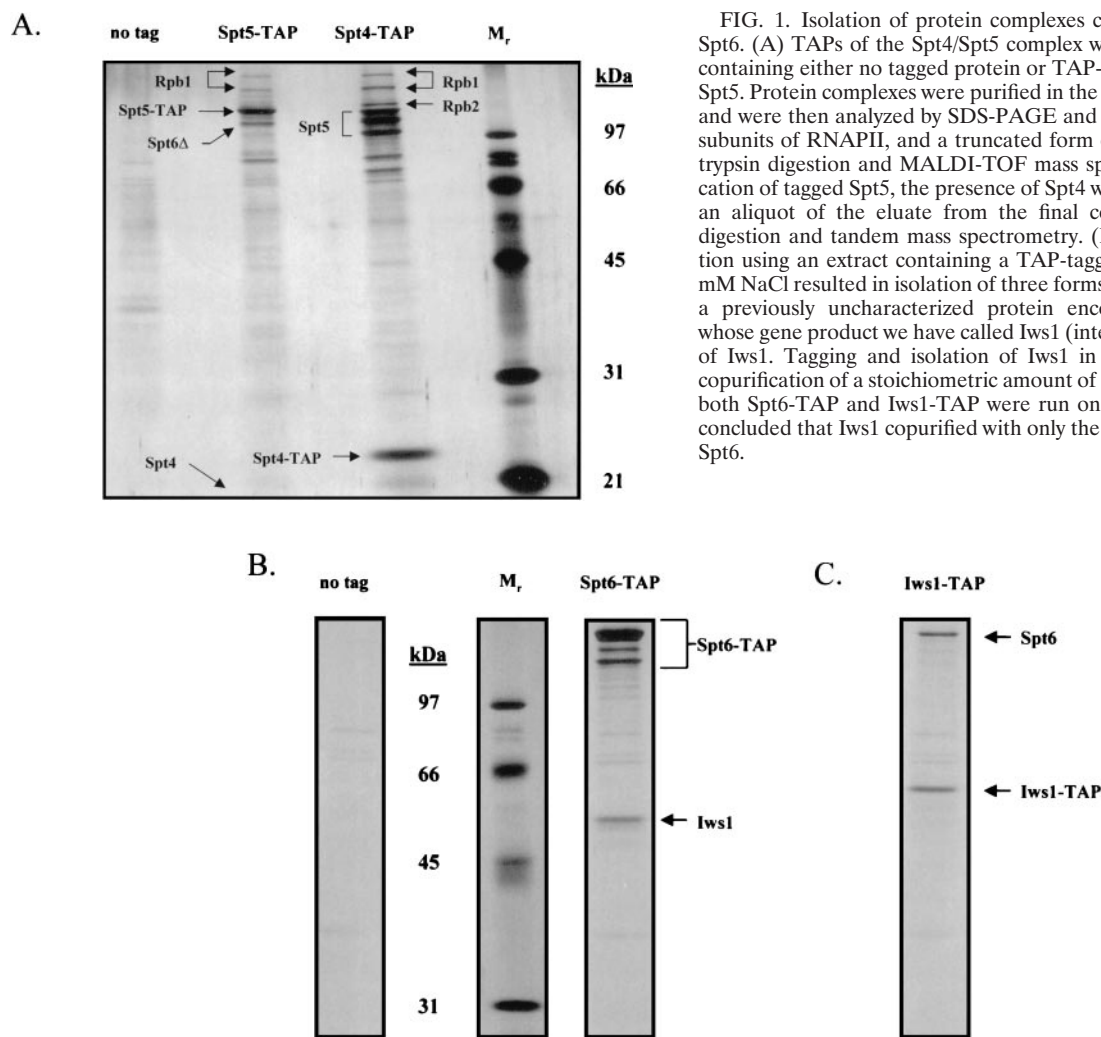 A.
no tag Spt5-TAP Spt4-TAP Mr
kDa
Rpb1 Rpb1
Spt5-TAP Rpb2
Spt5
Spt6Δ
97
66
45
31
Spt4-TAP
Spt4
21
FIG. 1. Isolation of protein complexes c
Spt6. (A) TAPs of the Spt4/Spt5 complex w
containing either no tagged protein or TAP-
Spt5. Protein complexes were purified in the
and were then analyzed by SDS-PAGE and
subunits of RNAPII, and a truncated form
trypsin digestion and MALDI-TOF mass sp
cation of tagged Spt5, the presence of Spt4 w
an aliquot of the eluate from the final co
digestion and tandem mass spectrometry. (
tion using an extract containing a TAP-tagg
mM NaCl resulted in isolation of three forms
a previously uncharacterized protein enco
whose gene product we have called Iws1 (inte
of Iws1. Tagging and isolation of Iws1 in
copurification of a stoichiometric amount of
both Spt6-TAP and Iws1-TAP were run on
concluded that Iws1 copurified with only the
Spt6.
B.
no tag Mr Spt6-TAP
kDa
Spt6-TAP
97
66
Iws1
45
31
C.
Iws1-TAP
Spt6
Iws1-TAP